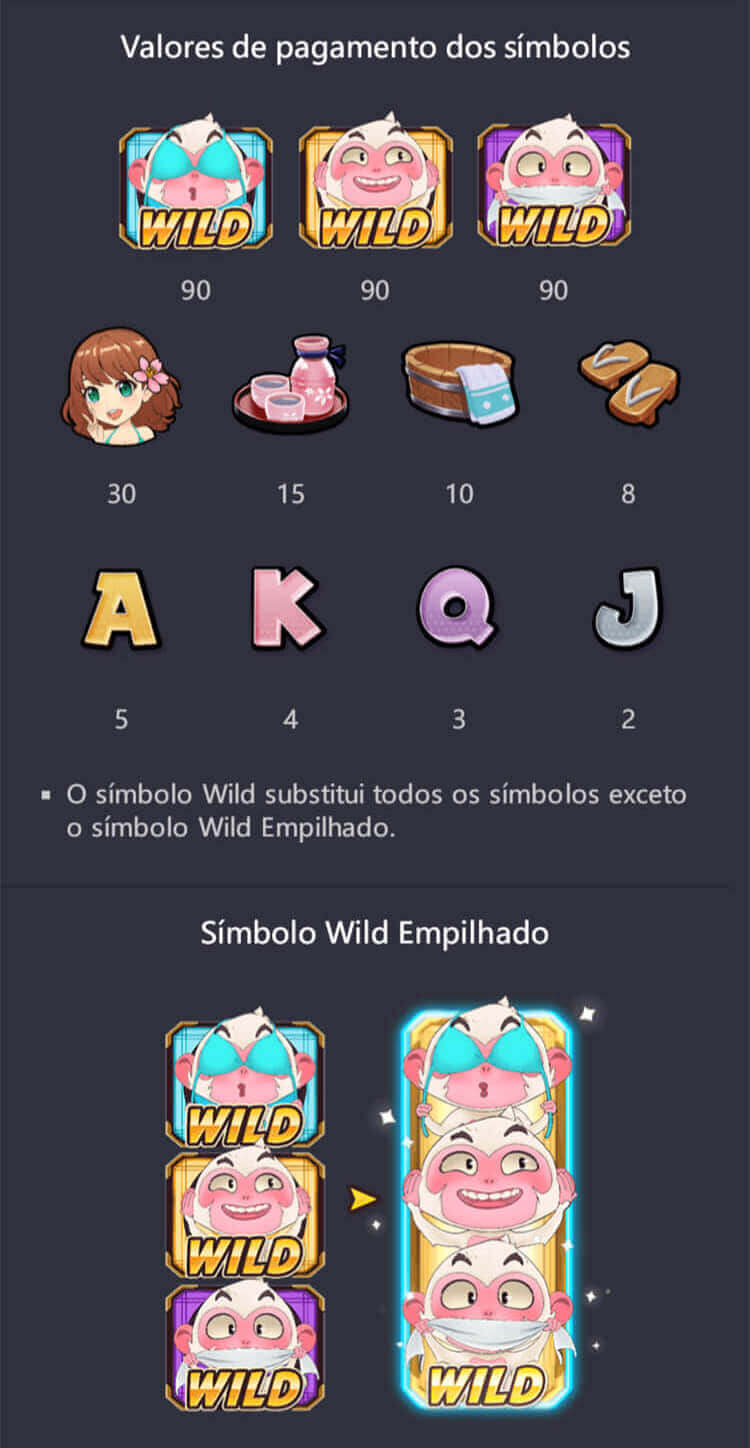 Valores de pagamento dos símbolos
WILD WILD WILD
90 90 90
30 15 10 8
A K Q J
5 4 3 2
▪ O símbolo Wild substitui todos os símbolos exceto
o símbolo Wild Empilhado.
Símbolo Wild Empilhado
WILD
WILD
WILD WILD